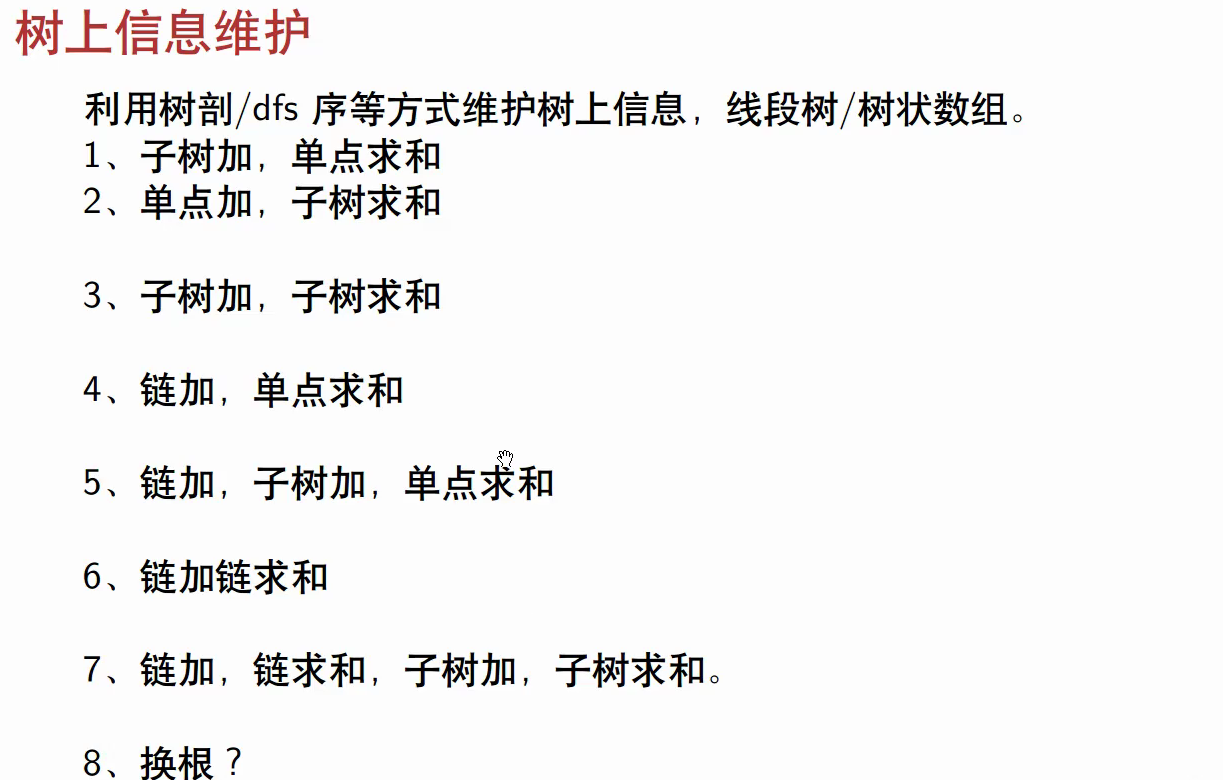 树上信息维护
利用树剖/dfs 序等方式维护树上信息，线段树/树状数组。
1、子树加，单点求和
2、单点加，子树求和
3、子树加，子树求和
4、链加，单点求和
5、链加，子树加，单点求和
6、链加链求和
7、链加，链求和，子树加，子树求和。
8、换根？